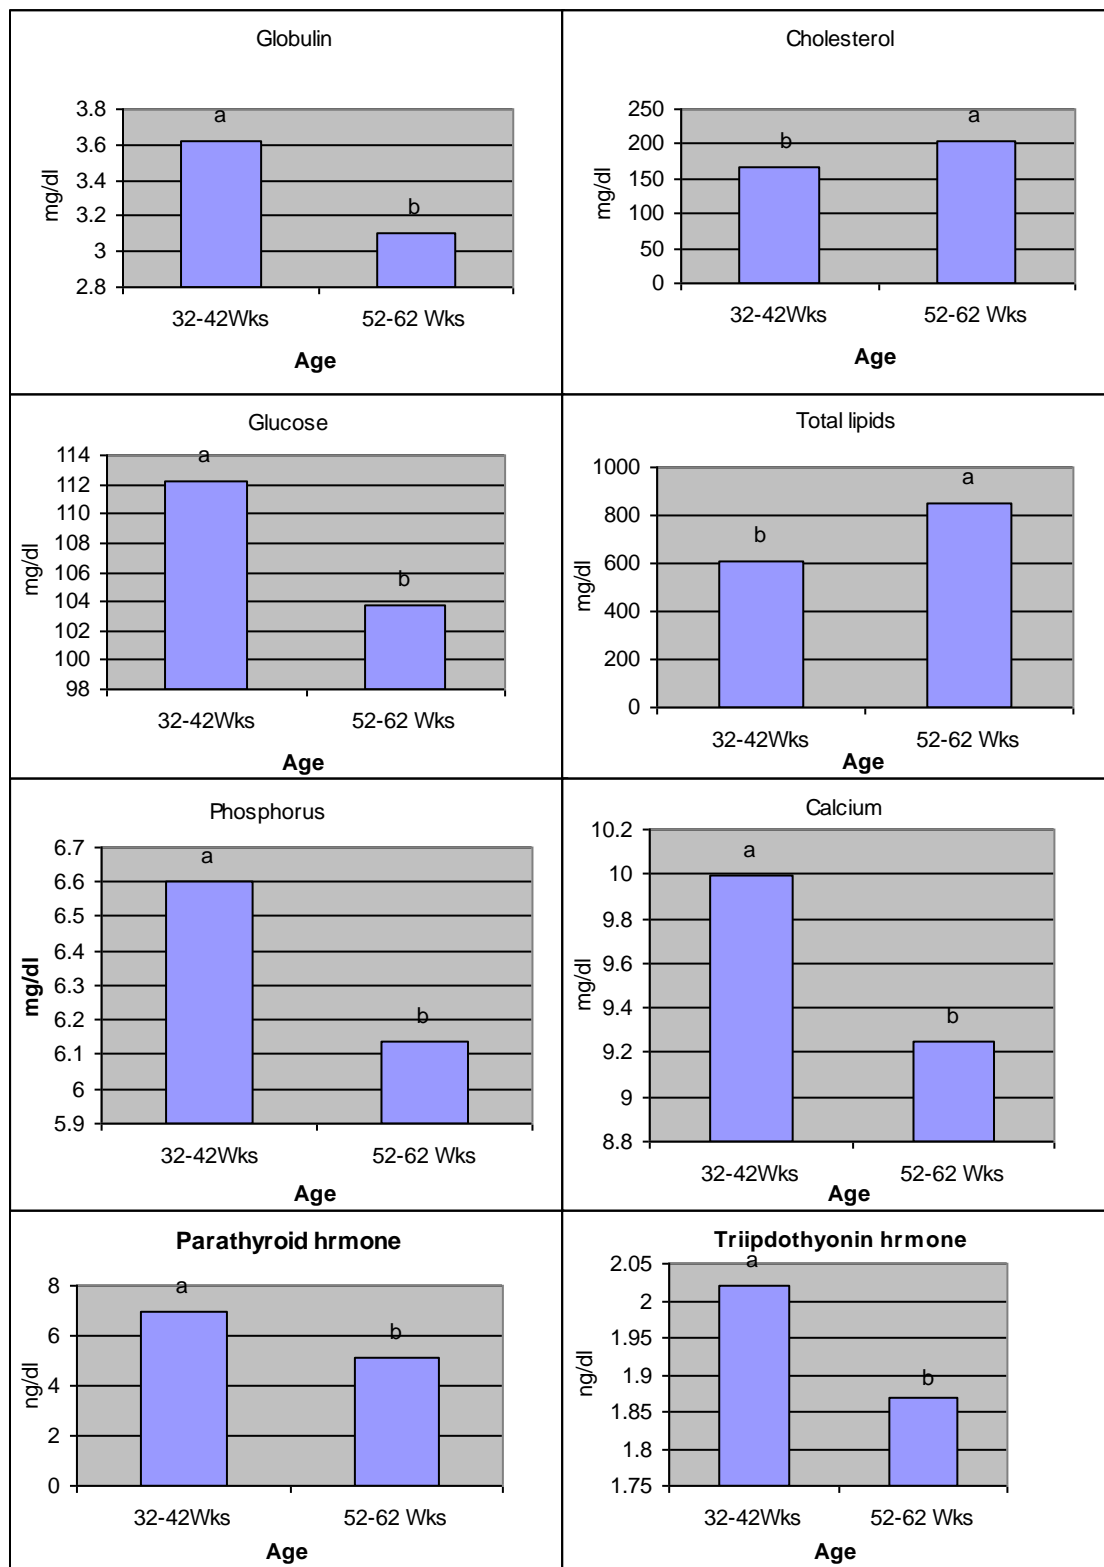 Globulin
3.8
3.6
3.4
3.2
3
2.8
mg/dl
a
b
32-42Wks
52-62 Wks
Age
Cholesterol
250
200
150
100
50
0
mg/dl
b
a
32-42Wks
52-62 Wks
Age
Glucose
114
112
110
108
106
104
102
100
98
mg/dl
a
b
32-42Wks
52-62 Wks
Age
Total lipids
1000
800
600
400
200
0
mg/dl
b
a
32-42Wks
52-62 Wks
Age
Phosphorus
6.7
6.6
6.5
6.4
6.3
6.2
6.1
6
5.9
mg/dl
a
b
32-42Wks
52-62 Wks
Age
Calcium
10.2
10
9.8
9.6
9.4
9.2
9
8.8
mg/dl
a
b
32-42Wks
52-62 Wks
Age
Parathyroid hrmone
8
6
4
2
0
ng/dl
a
b
32-42Wks
52-62 Wks
Age
Triipdothyonin hrmone
2.05
2
1.95
1.9
1.85
1.8
1.75
ng/dl
a
b
32-42Wks
52-62 Wks
Age